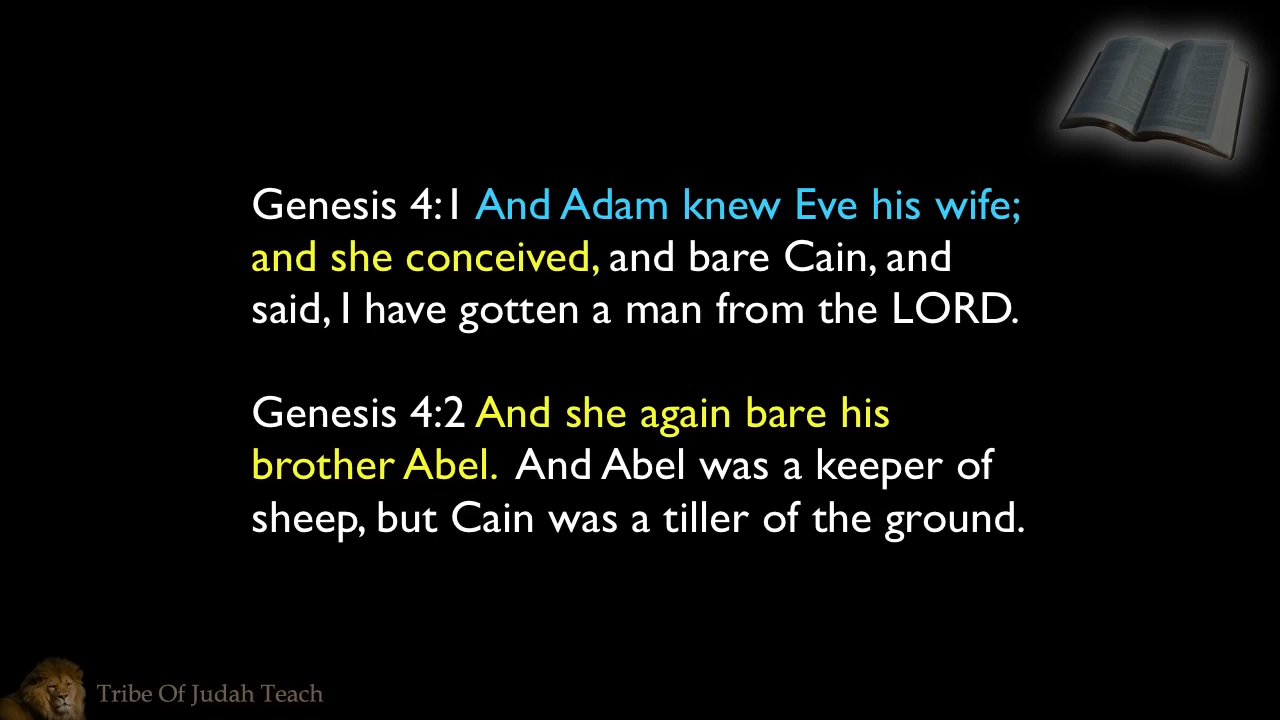 Genesis 4:1 And Adam knew Eve his wife;
and she conceived, and bare Cain, and
said, I have gotten a man from the LORD.
Genesis 4:2 And she again bare his
brother Abel.  And Abel was a keeper of
sheep, but Cain was a tiller of the ground.
Tribe Of Judah Teach